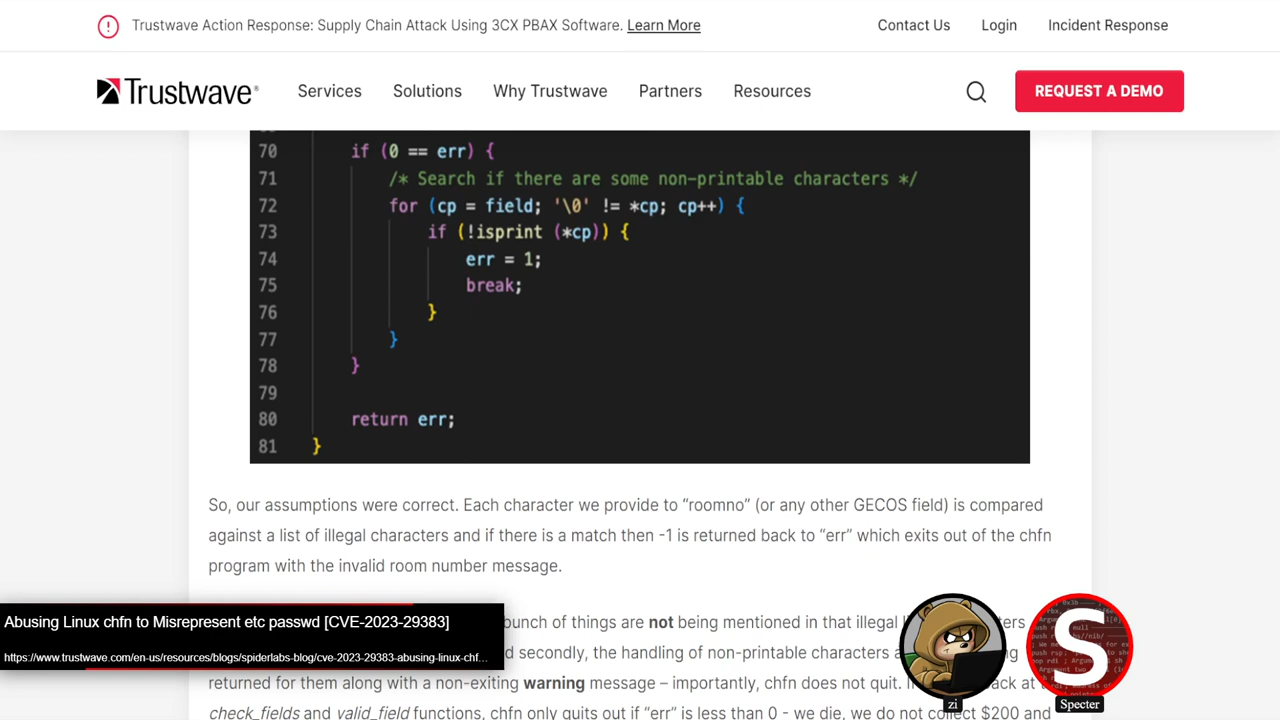 Trustwave Action Response: Supply Chain Attack Using 3CX PBAX Software. Learn More
Contact Us Login Incident Response
Trustwave®
Services Solutions Why Trustwave Partners Resources
REQUEST A DEMO
70 if (0 == err) {
71 /* Search if there are some non-printable characters */
72 for (cp = field; '\0' != *cp; cp++) {
73 if (!isprint (*cp)) {
74 err = 1;
75 break;
76 }
77 }
78 }
79
80 return err;
81 }
So, our assumptions were correct. Each character we provide to “roomno” (or any other GECOS field) is compared
against a list of illegal characters and if there is a match then -1 is returned back to “err” which exits out of the chfn
program with the invalid room number message.
bunch of things are not being mentioned in that illegal
secondly, the handling of non-printable characters
returned for them along with a non-exiting warning message – importantly, chfn does not quit.
check_fields and valid_field functions, chfn only quits out if “err” is less than 0 - we die, we do not collect $200 and
Abusing Linux chfn to Misrepresent etc passwd [CVE-2023-29383]
https://www.trustwave.com/en-us/resources/blogs/spiderlabs-blog/cve-2023-29383-abusing-linux-chf...
S
zi
Specter